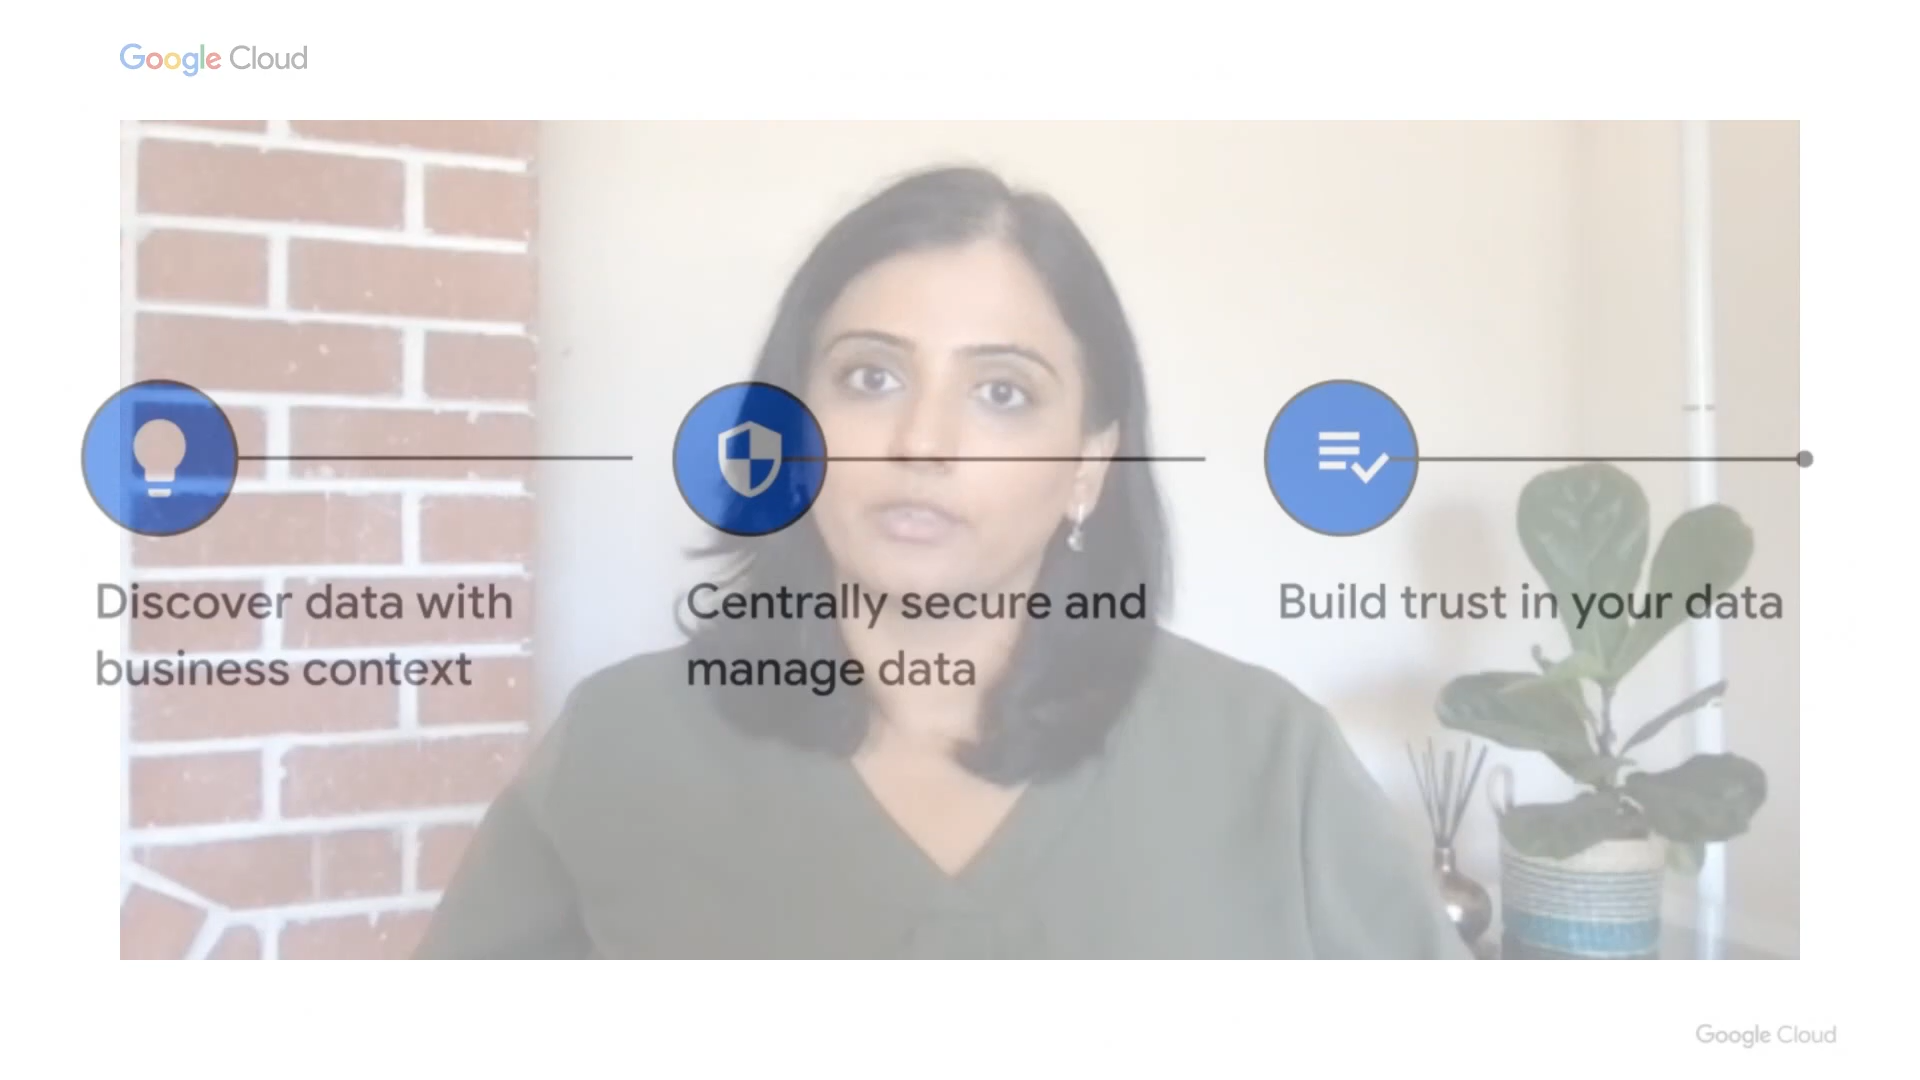 Google Cloud
Discover data with
business context
Centrally secure and
manage data
Build trust in your data
Google Cloud